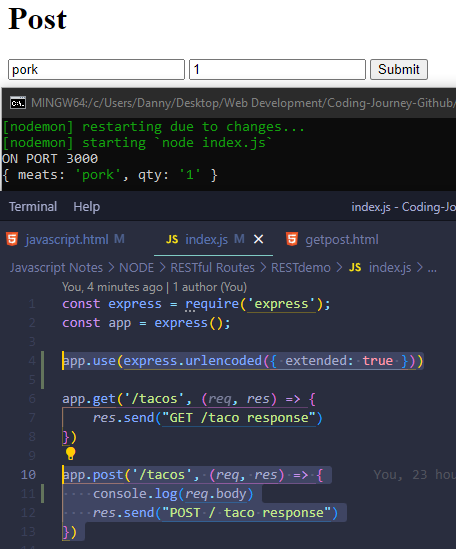 Post
pork 1 Submit
MINGW64:/c/Users/Danny/Desktop/Web Development/Coding-Journey-Github/
[nodemon] restarting due to changes...
[nodemon] starting `node index.js`
ON PORT 3000
{ meats: 'pork', qty: '1' }
Terminal Help index.js - Coding-Jo
javascript.html M JS index.js M × getpost.html
Javascript Notes > NODE > RESTful Routes > RESTdemo > JS index.js > ...
You, 4 minutes ago | 1 author (You)
1 const express = require('express');
2 const app = express();
3
4 app.use(express.urlencoded({ extended: true }))
5
6 app.get('/tacos', (req, res) => {
7 res.send("GET /taco response")
8 })
9
10 app.post('/tacos', (req, res) => { You, 23 hou
11 console.log(req.body)
12 res.send("POST / taco response")
13 })